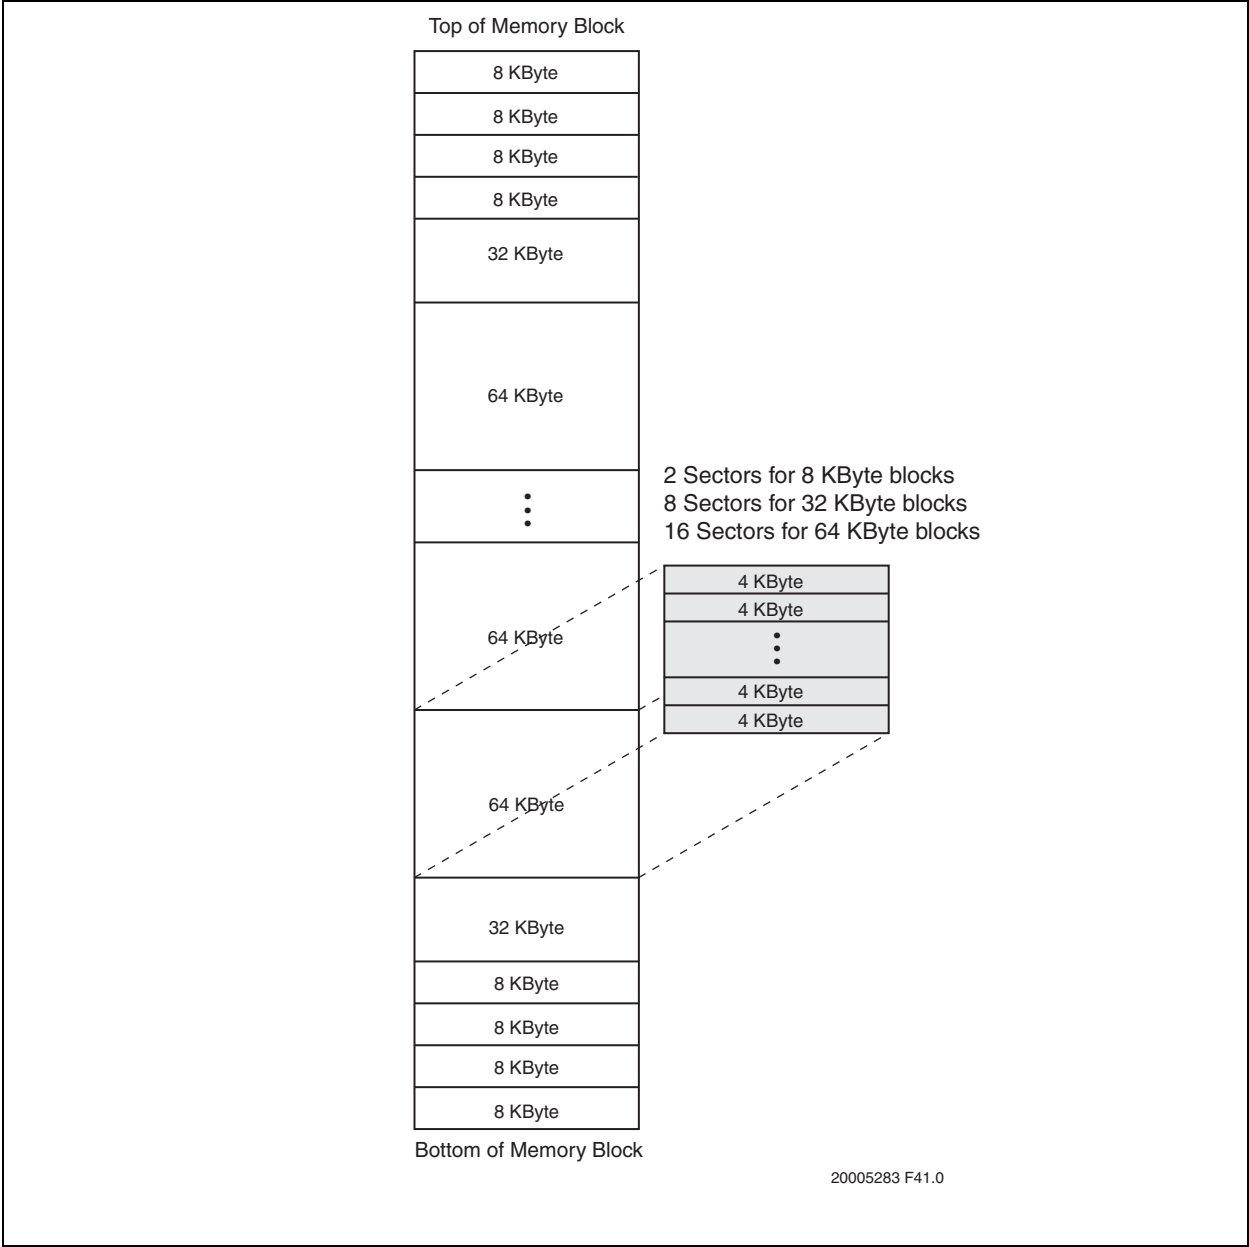 Top of Memory Block
8 KByte
8 KByte
8 KByte
8 KByte
32 KByte
64 KByte
2 Sectors for 8 KByte blocks
8 Sectors for 32 KByte blocks
16 Sectors for 64 KByte blocks
4 KByte
4 KByte
4 KByte
4 KByte
64 KByte
64 KByte
32 KByte
8 KByte
8 KByte
8 KByte
8 KByte
Bottom of Memory Block
20005283 F41.0